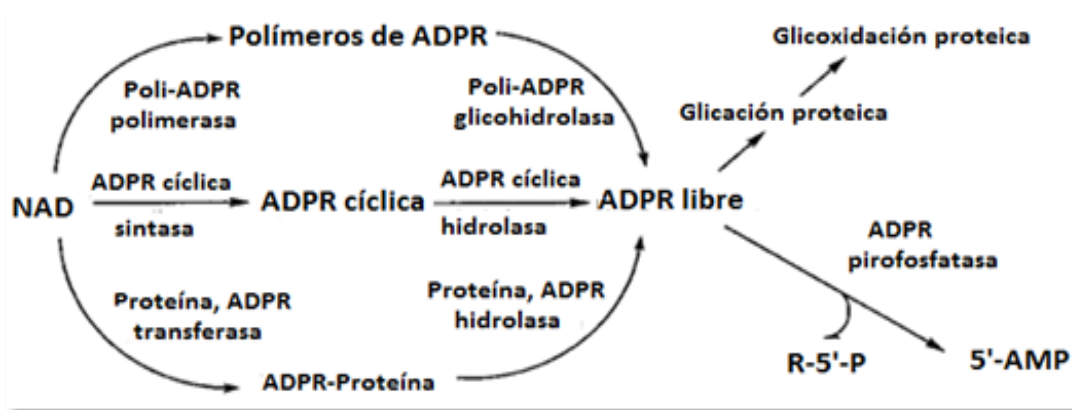 Polímeros de ADPR
Glicoxidación proteica
Poli-ADPR
polimerasa
Poli-ADPR
glicohidrolasa
Glicación proteica
NAD
ADPR cíclica
sintasa
ADPR cíclica
ADPR cíclica
hidrolasa
ADPR libre
ADPR
pirofosfatasa
Proteína, ADPR
transferasa
Proteína, ADPR
hidrolasa
R-5'-P
5'-AMP
ADPR-Proteína